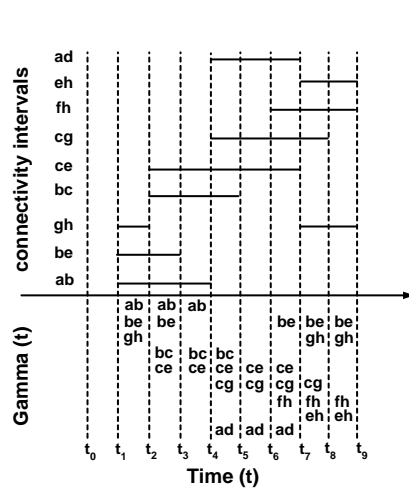 connectivity intervals
ad
eh
fh
cg
ce
bc
gh
be
ab
Gamma (t)
ab ab ab
be be be be be
gh gh gh
bc bc bc
ce ce ce ce ce
cg cg cg cg
fh fh fh
eh eh
ad ad ad
t0 t1 t2 t3 t4 t5 t6 t7 t8 t9
Time (t)